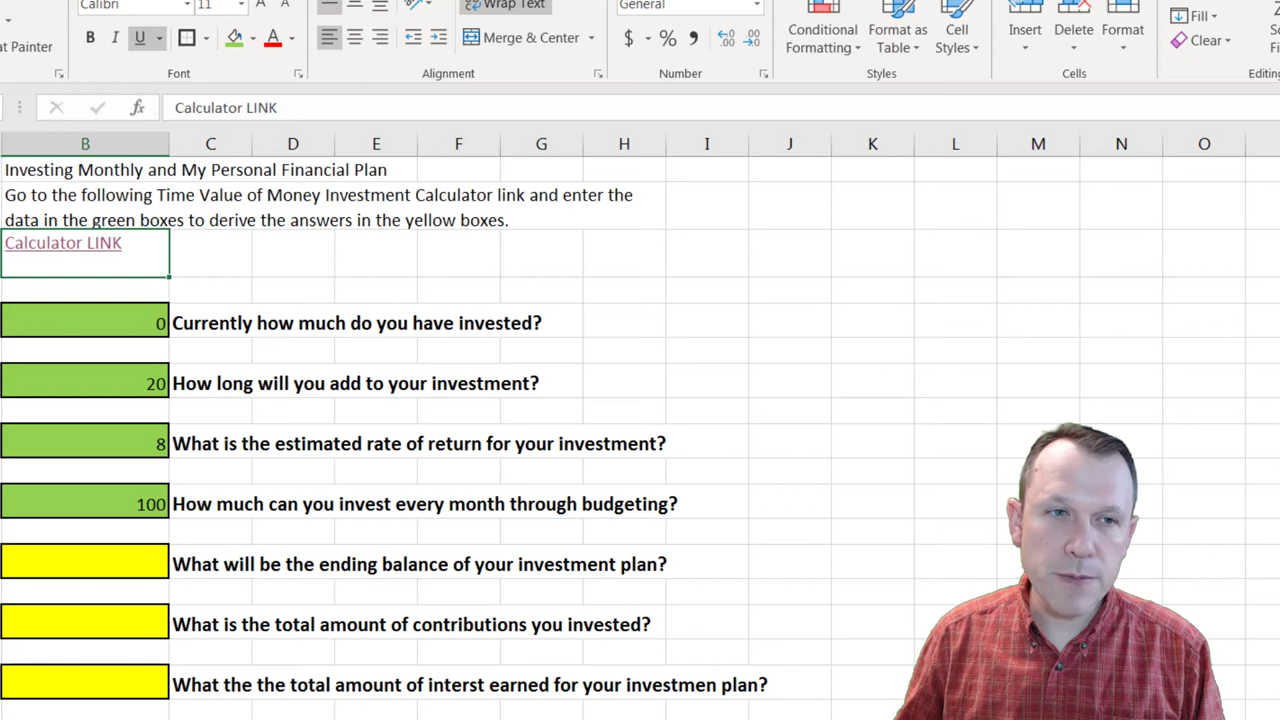 Calibri 11 A A Wrap Text General
at Painter B I U A Merge & Center $ % 9 Conditional Formatting Format as Table Cell Styles Insert Delete Format Fill Clear
Font Alignment Number Styles Cells Editing
fx Calculator LINK
B C D E F G H I J K L M N O
Investing Monthly and My Personal Financial Plan
Go to the following Time Value of Money Investment Calculator link and enter the
data in the green boxes to derive the answers in the yellow boxes.
Calculator LINK
0 Currently how much do you have invested?
20 How long will you add to your investment?
8 What is the estimated rate of return for your investment?
100 How much can you invest every month through budgeting?
What will be the ending balance of your investment plan?
What is the total amount of contributions you invested?
What the the total amount of interst earned for your investmen plan?